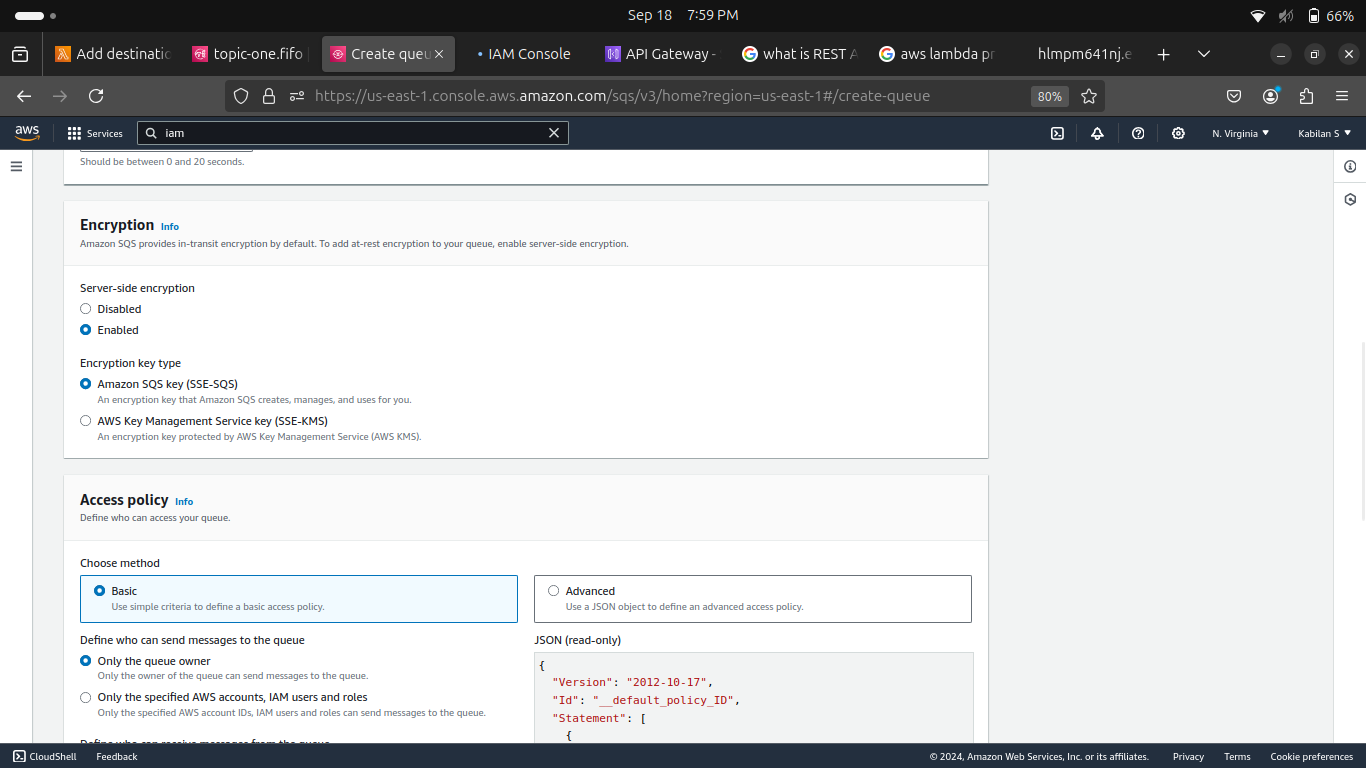 Sep 18 7:59 PM
66%
Add destinatio
topic-one.fifo
Create queu
IAM Console
API Gateway -
what is REST A
aws lambda pr
hlmpm641nj.e
https://us-east-1.console.aws.amazon.com/sqs/v3/home?region=us-east-1#/create-queue
80%
aws
Services
iam
N. Virginia
Kabilan S
Should be between 0 and 20 seconds.
Encryption Info
Amazon SQS provides in-transit encryption by default. To add at-rest encryption to your queue, enable server-side encryption.
Server-side encryption
Disabled
Enabled
Encryption key type
Amazon SQS key (SSE-SQS)
An encryption key that Amazon SQS creates, manages, and uses for you.
AWS Key Management Service key (SSE-KMS)
An encryption key protected by AWS Key Management Service (AWS KMS).
Access policy Info
Define who can access your queue.
Choose method
Basic
Use simple criteria to define a basic access policy.
Advanced
Use a JSON object to define an advanced access policy.
Define who can send messages to the queue
Only the queue owner
Only the owner of the queue can send messages to the queue.
Only the specified AWS accounts, IAM users and roles
Only the specified AWS account IDs, IAM users and roles can send messages to the queue.
Define who can receive messages from the queue
JSON (read-only)
{
"Version": "2012-10-17",
"Id": "__default_policy_ID",
"Statement": [
{
CloudShell
Feedback
© 2024, Amazon Web Services, Inc. or its affiliates.
Privacy
Terms
Cookie preferences